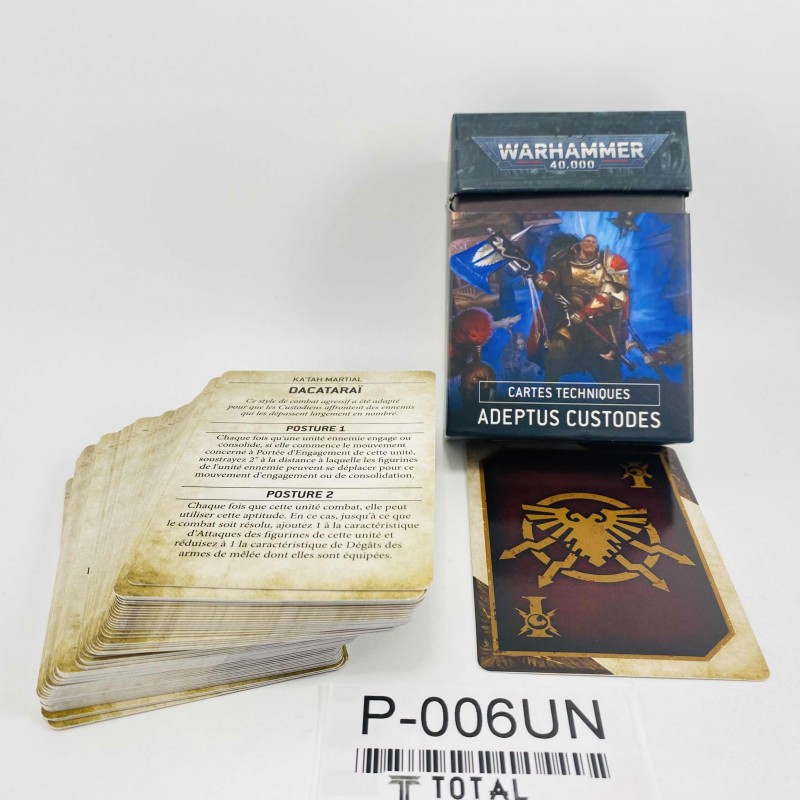 WARHAMMER
40,000
CARTES TECHNIQUES
ADEPTUS CUSTODES
KA'TAH MARTIAL
DACATARAÏ
Ce style de combat agressif a été adapté
pour que les Custodiens affrontent des ennemis
qui les dépassent largement en nombre.
POSTURE 1
Chaque fois qu'une unité ennemie engage ou
consolide, si elle commence le mouvement
concerné à Portée d'Engagement de cette unité,
soustrayez 2" à la distance à laquelle les figurines
de l'unité ennemie peuvent se déplacer pour ce
mouvement d'engagement ou de consolidation.
POSTURE 2
Chaque fois que cette unité combat, elle peut
utiliser cette aptitude. En ce cas, jusqu'à ce que
le combat soit résolu, ajoutez 1 à la caractéristique
d'Attaques des figurines de cette unité et
réduisez à 1 la caractéristique de Dégâts des
armes de mêlée dont elles sont équipées.
1
P-006UN
TOTAL